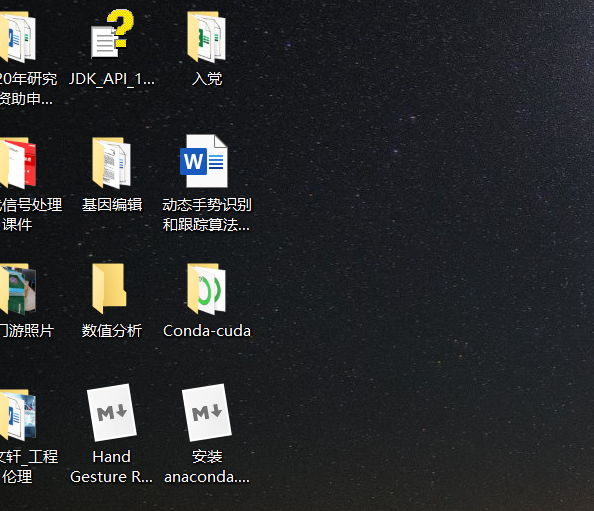 20年研究
JDK_API_1...
入党
资助申...
信号处理
基因编辑
动态手势识别
课件
和跟踪算法...
门游照片
数值分析
Conda-cuda
文轩_工程
Hand
安装
伦理
Gesture R...
anaconda....